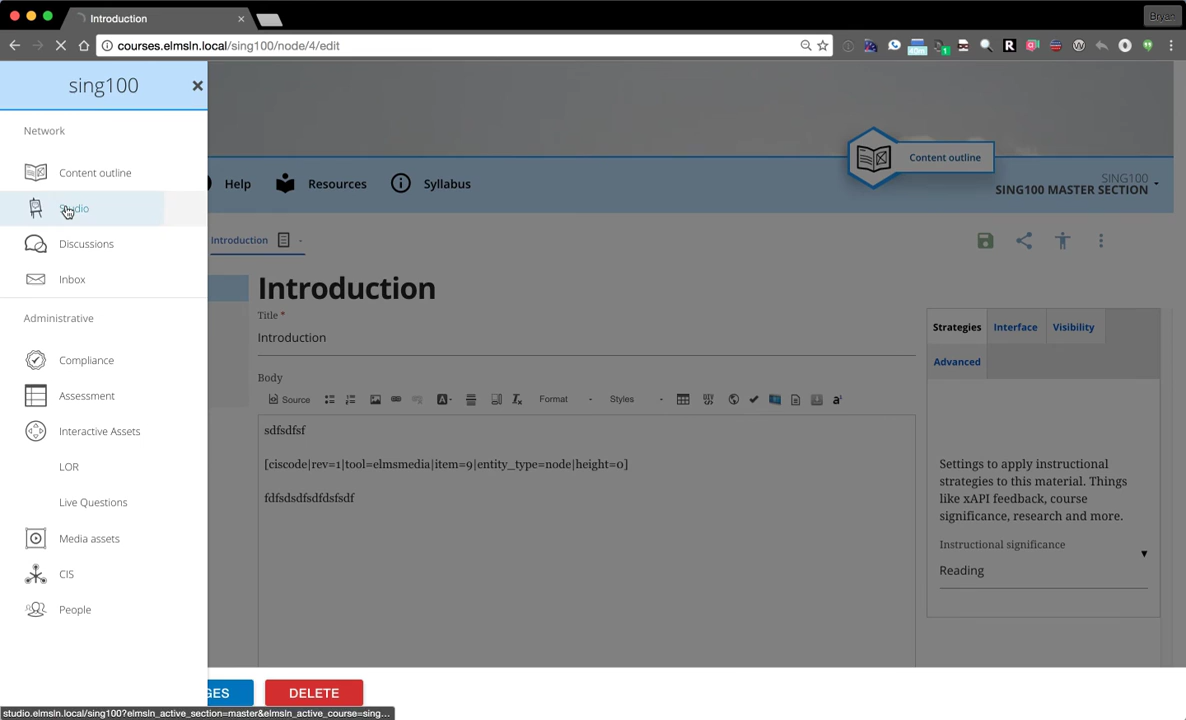 Introduction
Bryan
courses.elmsln.local/sing100/node/4/edit
sing100
Network
Content outline
Studio
Discussions
Inbox
Administrative
Compliance
Assessment
Interactive Assets
LOR
Live Questions
Media assets
CIS
People
Help
Resources
Syllabus
Content outline
SING100
SING100 MASTER SECTION
Introduction
Introduction
Title *
Introduction
Body
Source
Format
Styles
sdfsdfsf
[ciscode|rev=1|tool=elmsmedia|item=9|entity_type=node|height=0]
fdfsdsdfsdfdsfsdf
Strategies
Interface
Visibility
Advanced
Settings to apply instructional
strategies to this material. Things
like xAPI feedback, course
significance, research and more.
Instructional significance
Reading
GES
DELETE
studio.elmsln.local/sing100?elmsln_active_section=master&elmsln_active_course=sing...